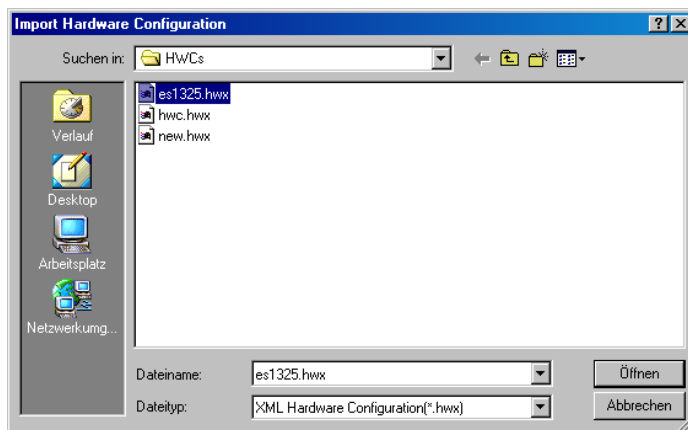 Import Hardware Configuration
Suchen in: HWCs
es1325.hwx
hwc.hwx
new.hwx
Verlauf
Desktop
Arbeitsplatz
Netzwerkumg...
Dateiname: es1325.hwx Öffnen
Dateityp: XML Hardware Configuration(*.hwx) Abbrechen